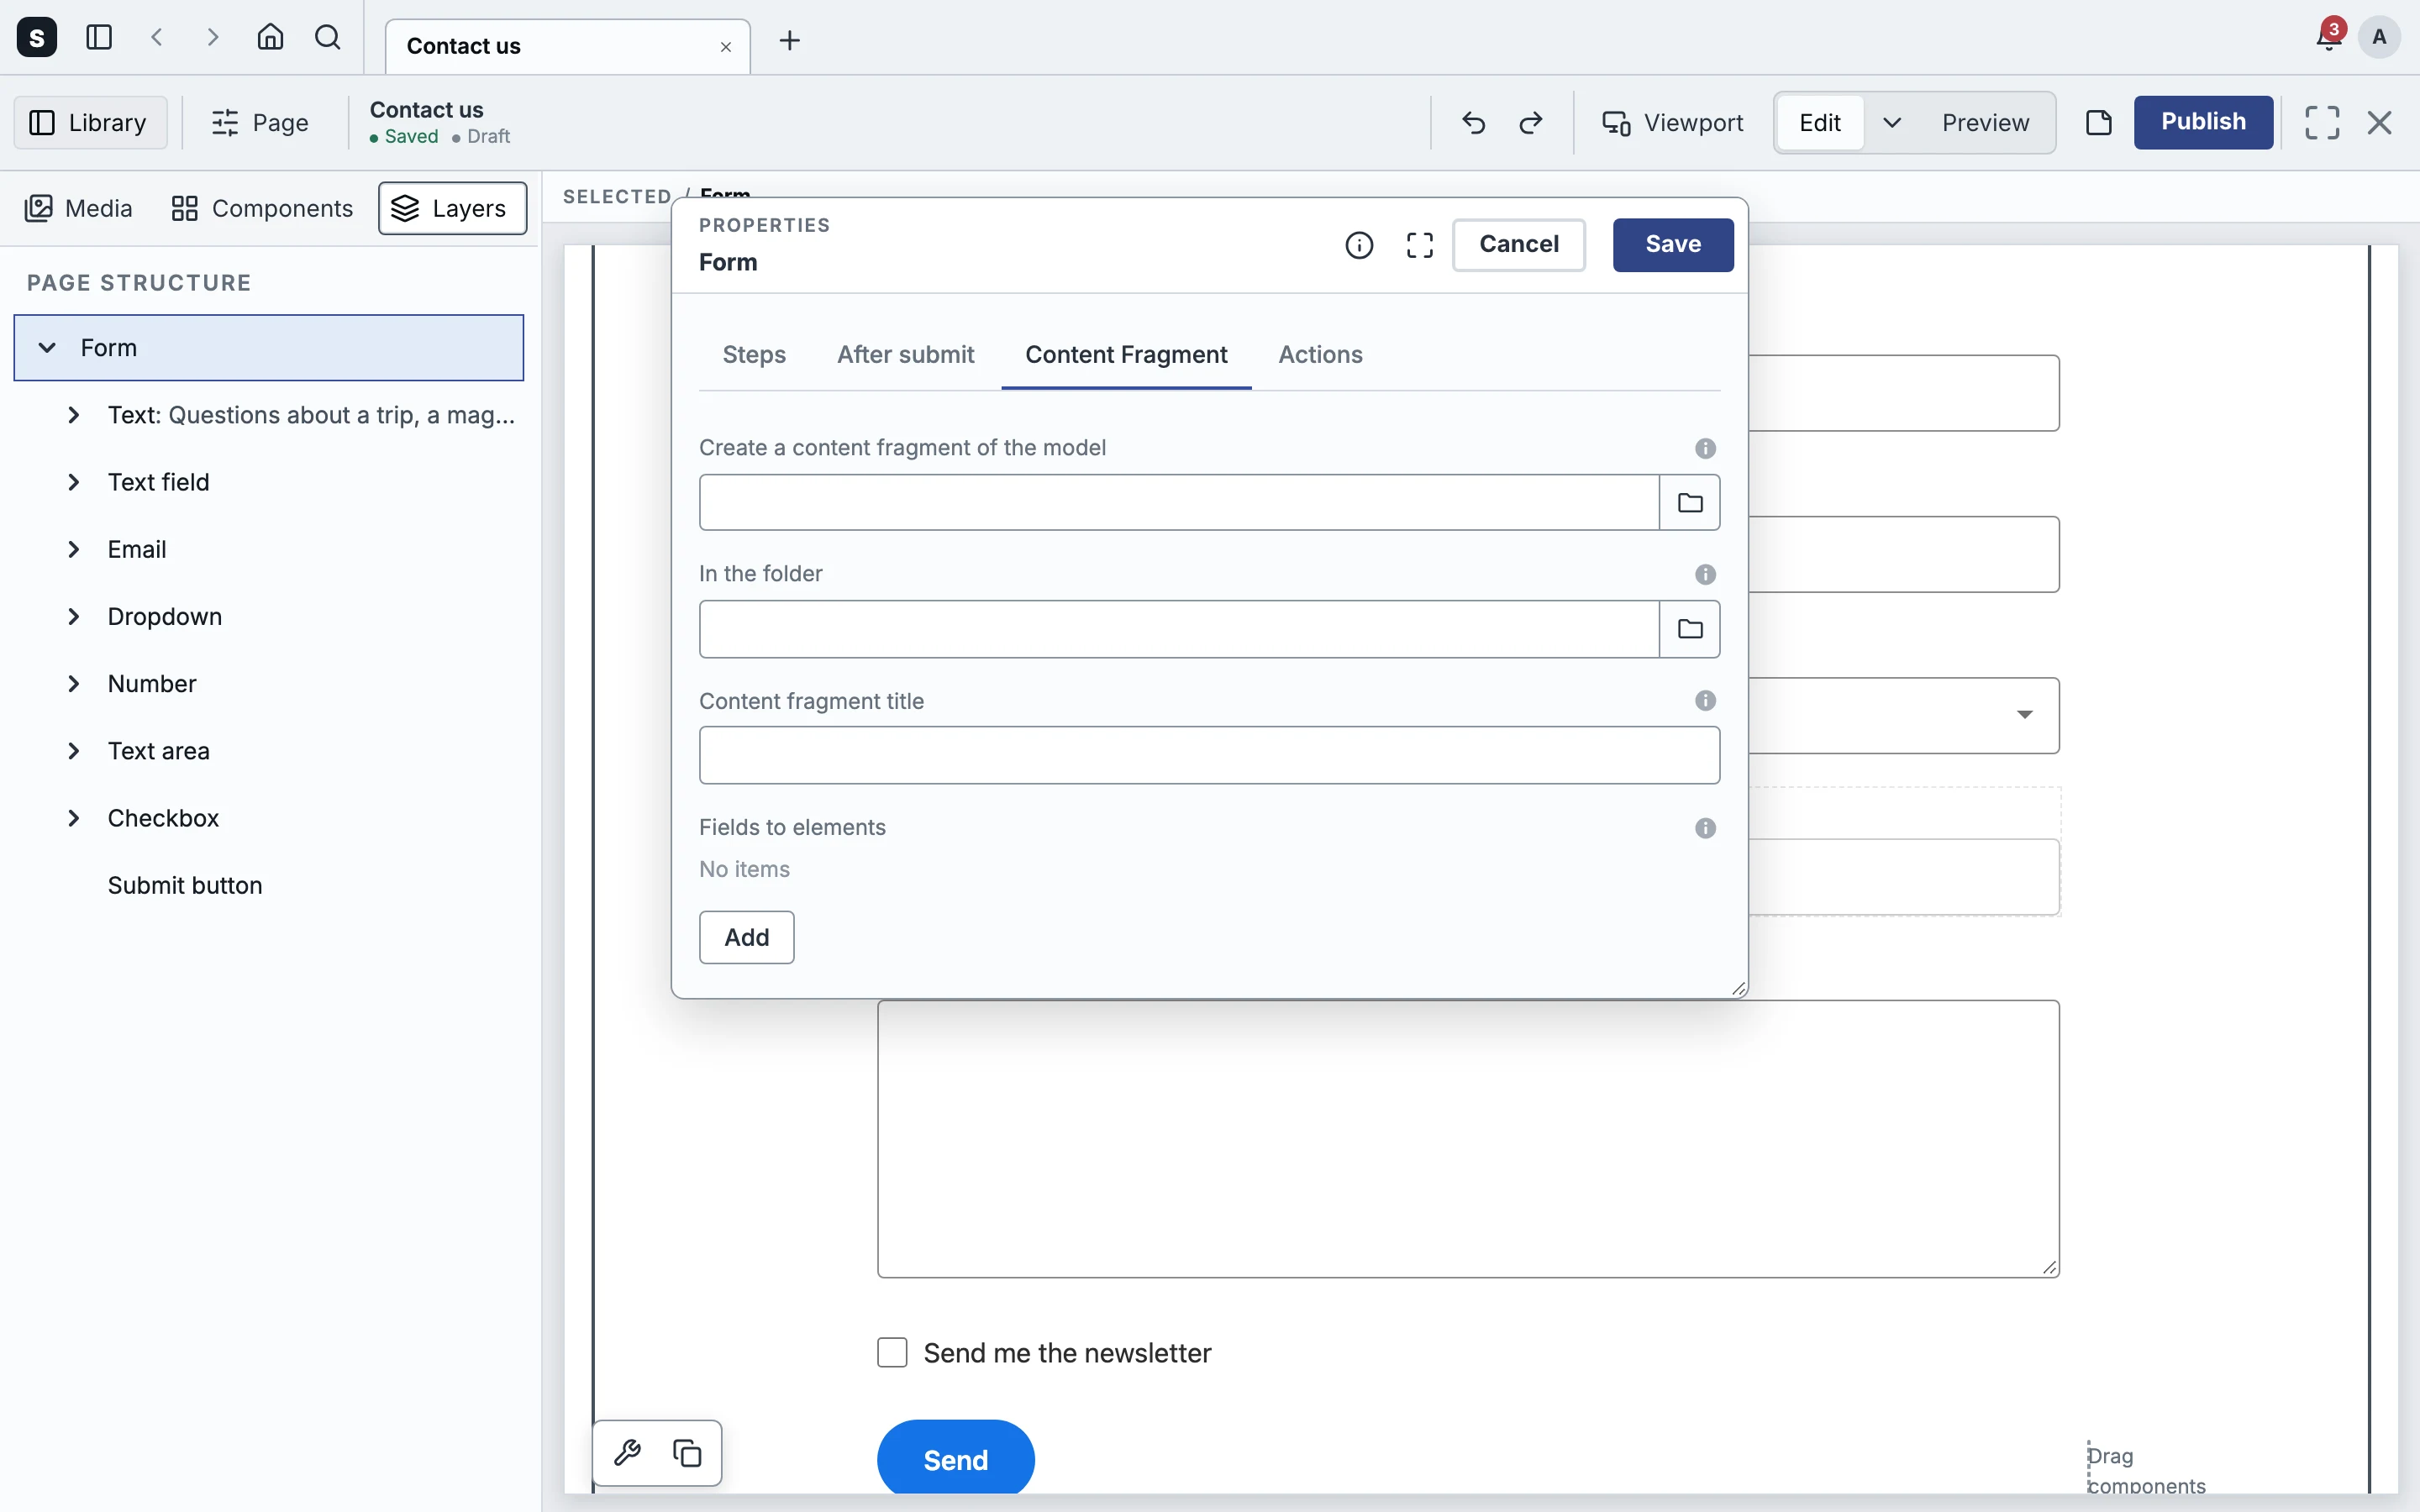 S
Contact us
3
A
Library
Page
Contact us
Saved
Draft
Viewport
Edit
Preview
Publish
Media
Components
Layers
SELECTED / Form
PAGE STRUCTURE
Form
Text: Questions about a trip, a mag...
Text field
Email
Dropdown
Number
Text area
Checkbox
Submit button
PROPERTIES
Form
Cancel
Save
Steps
After submit
Content Fragment
Actions
Create a content fragment of the model
In the folder
Content fragment title
Fields to elements
No items
Add
Send me the newsletter
Send
Drag
components